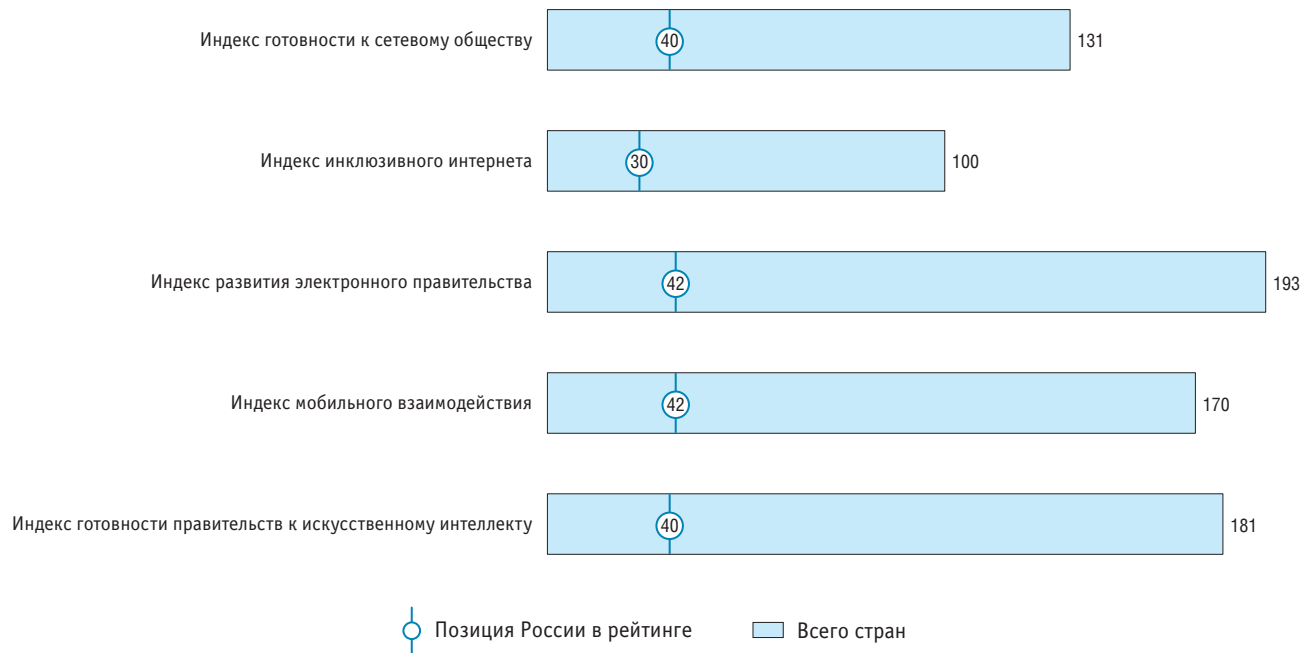 Индекс готовности к сетевому обществу
40
131
Индекс инклюзивного интернета
30
100
Индекс развития электронного правительства
42
193
Индекс мобильного взаимодействия
42
170
Индекс готовности правительств к искусственному интеллекту
40
181
Позиция России в рейтинге
Всего стран